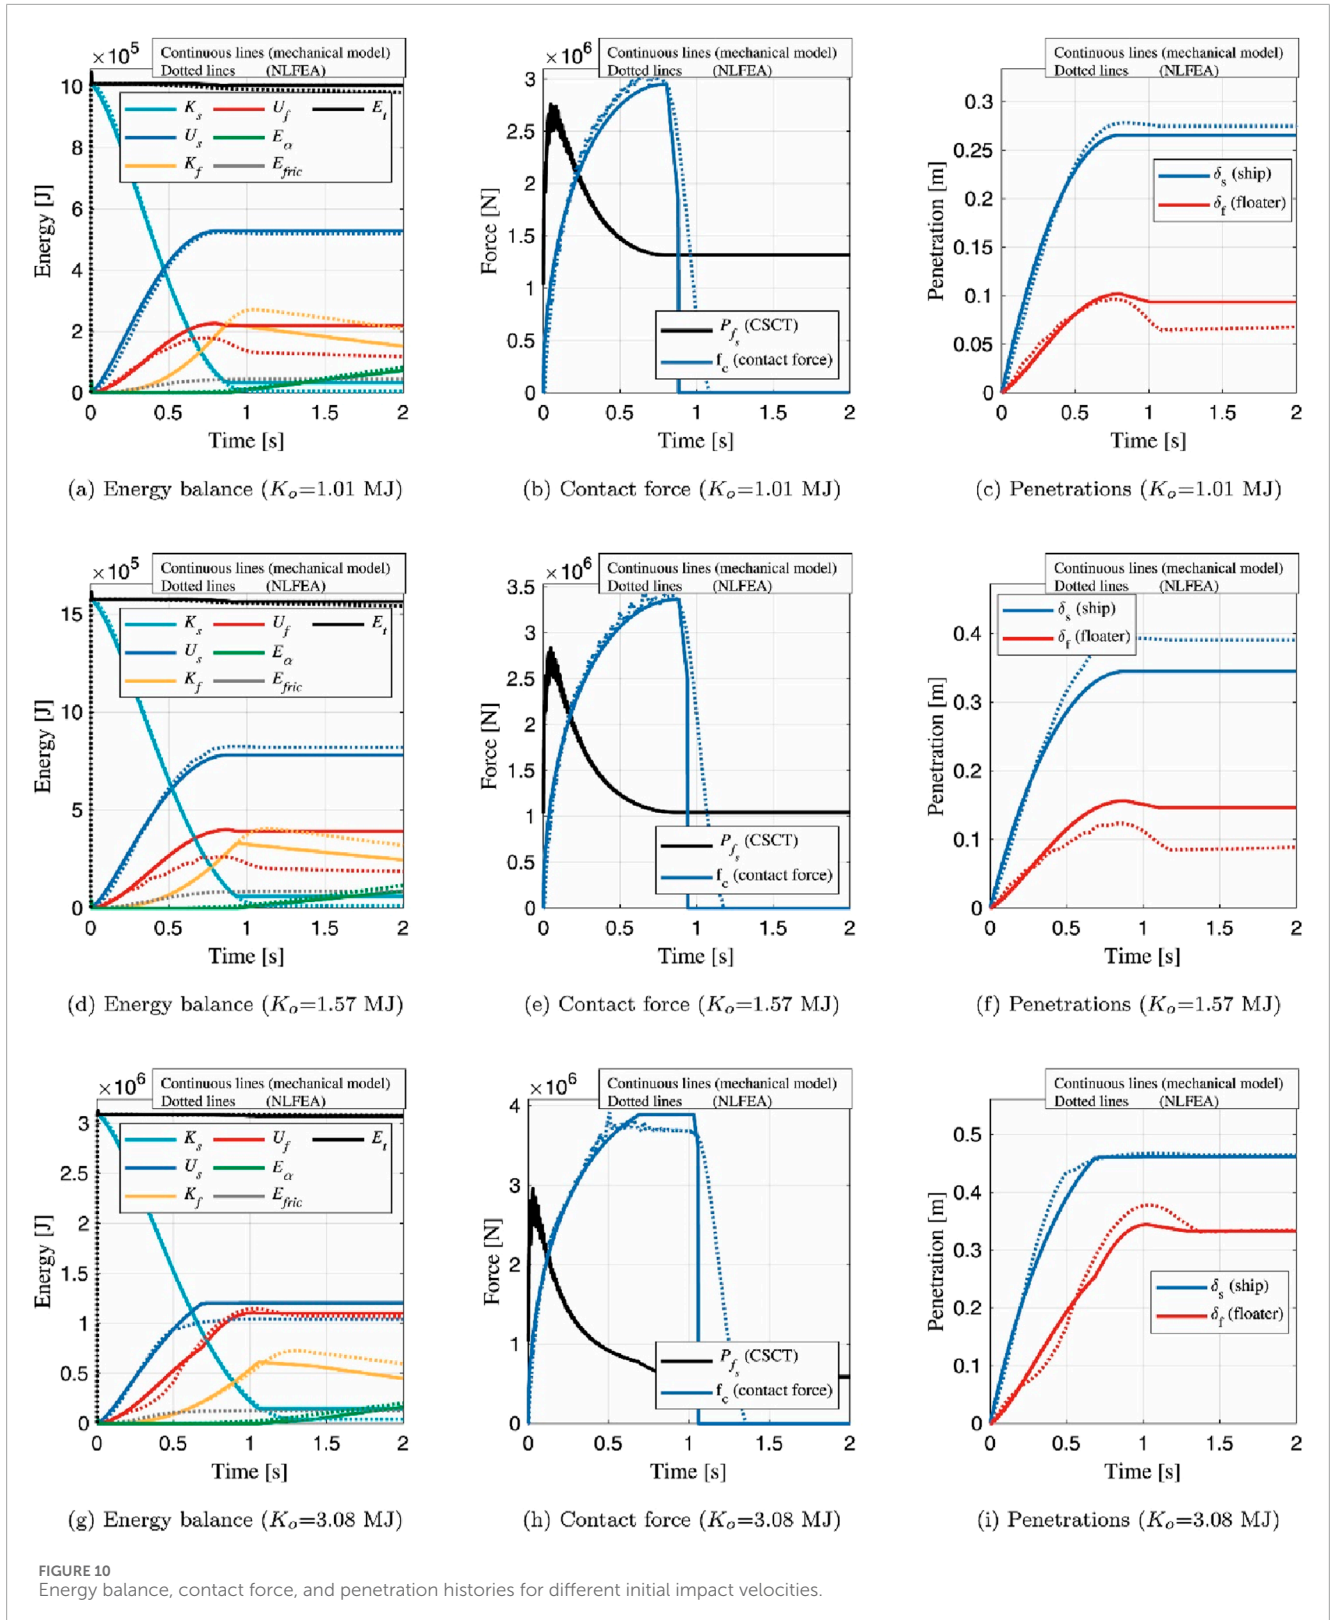 ×10⁵
Continuous lines (mechanical model)
Dotted lines (NLFEA)
K_s U_f E_t
U_s E_α
K_f E_fric
Energy [J]
10
8
6
4
2
0
0 0.5 1 1.5 2
Time [s]
(a) Energy balance (K_o=1.01 MJ)
×10⁶
Continuous lines (mechanical model)
Dotted lines (NLFEA)
Force [N]
3
2.5
2
1.5
1
0.5
0
P_f_s (CSCT)
f_c (contact force)
0 0.5 1 1.5 2
Time [s]
(b) Contact force (K_o=1.01 MJ)
Continuous lines (mechanical model)
Dotted lines (NLFEA)
Penetration [m]
0.3
0.25
0.2
0.15
0.1
0.05
0
δ_s (ship)
δ_f (floater)
0 0.5 1 1.5 2
Time [s]
(c) Penetrations (K_o=1.01 MJ)
×10⁵
Continuous lines (mechanical model)
Dotted lines (NLFEA)
K_s U_f E_t
U_s E_α
K_f E_fric
Energy [J]
15
10
5
0
0 0.5 1 1.5 2
Time [s]
(d) Energy balance (K_o=1.57 MJ)
×10⁶
Continuous lines (mechanical model)
Dotted lines (NLFEA)
Force [N]
3.5
3
2.5
2
1.5
1
0.5
0
P_f_s (CSCT)
f_c (contact force)
0 0.5 1 1.5 2
Time [s]
(e) Contact force (K_o=1.57 MJ)
Continuous lines (mechanical model)
Dotted lines (NLFEA)
δ_s (ship)
δ_f (floater)
Penetration [m]
0.4
0.3
0.2
0.1
0
0 0.5 1 1.5 2
Time [s]
(f) Penetrations (K_o=1.57 MJ)
×10⁶
Continuous lines (mechanical model)
Dotted lines (NLFEA)
K_s U_f E_t
U_s E_α
K_f E_fric
Energy [J]
3
2.5
2
1.5
1
0.5
0
0 0.5 1 1.5 2
Time [s]
(g) Energy balance (K_o=3.08 MJ)
×10⁶
Continuous lines (mechanical model)
Dotted lines (NLFEA)
Force [N]
4
3
2
1
0
P_f_s (CSCT)
f_c (contact force)
0 0.5 1 1.5 2
Time [s]
(h) Contact force (K_o=3.08 MJ)
Continuous lines (mechanical model)
Dotted lines (NLFEA)
Penetration [m]
0.5
0.4
0.3
0.2
0.1
0
δ_s (ship)
δ_f (floater)
0 0.5 1 1.5 2
Time [s]
(i) Penetrations (K_o=3.08 MJ)
FIGURE 10
Energy balance, contact force, and penetration histories for different initial impact velocities.